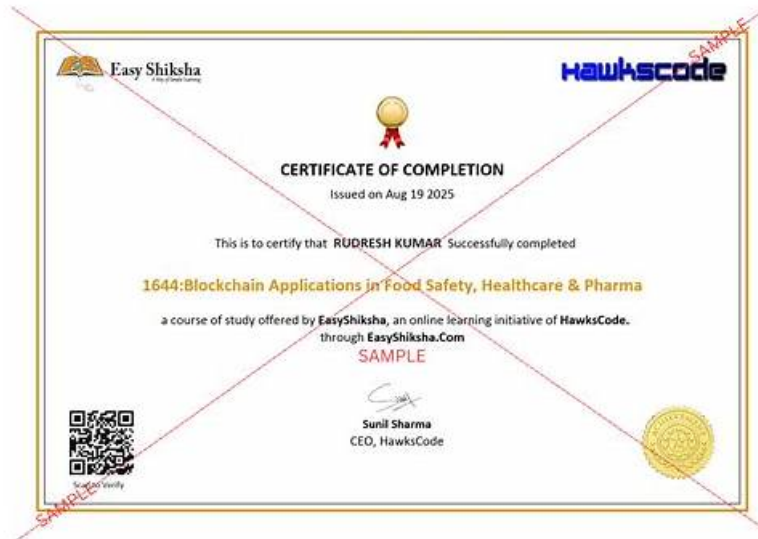 SAMPLE
Easy Shiksha
HawksCode
CERTIFICATE OF COMPLETION
Issued on Aug 19 2025
This is to certify that RUDRESH KUMAR Successfully completed
1644:Blockchain Applications in Food Safety, Healthcare & Pharma
a course of study offered by EasyShiksha, an online learning initiative of HawksCode.
through EasyShiksha.Com
SAMPLE
Sunil Sharma
CEO, HawksCode
Scan to Verify
SAMPLE